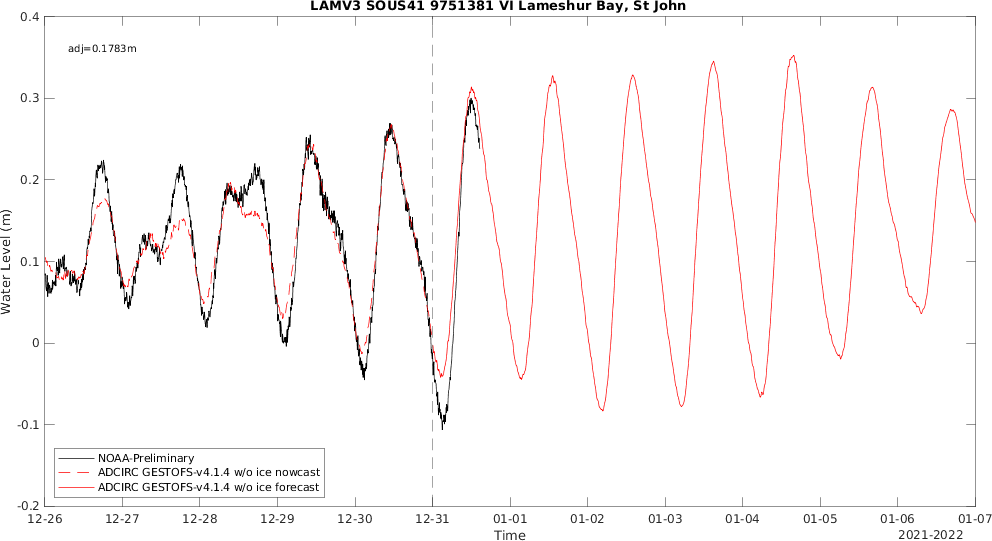 LAMV3 SOUS41 9751381 VI Lameshur Bay, St John
0.4
adj=0.1783m
0.3
0.2
0.1
0
-0.1
-0.2
Water Level (m)
NOAA-Preliminary
ADCIRC GESTOFS-v4.1.4 w/o ice nowcast
ADCIRC GESTOFS-v4.1.4 w/o ice forecast
12-26 12-27 12-28 12-29 12-30 12-31 01-01 01-02 01-03 01-04 01-05 01-06 01-07
Time
2021-2022